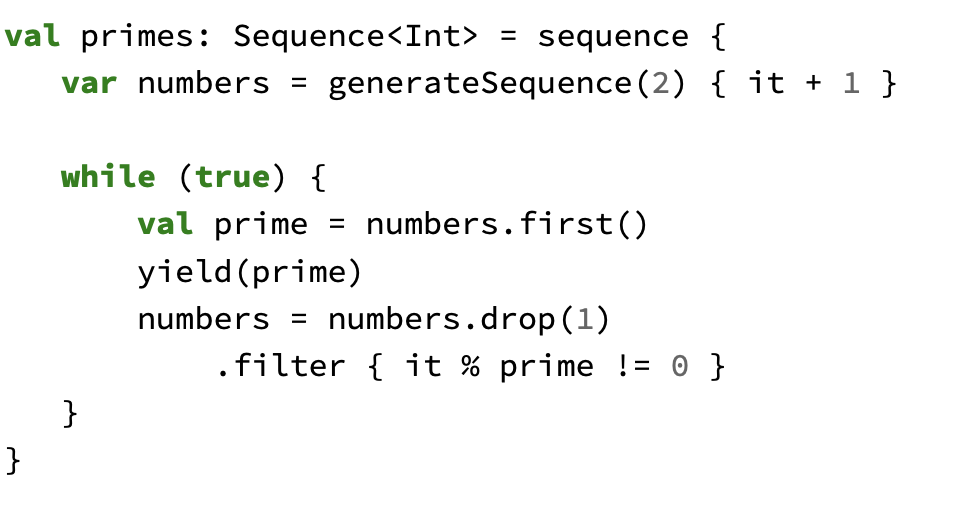 val primes: Sequence<Int> = sequence {
   var numbers = generateSequence(2) { it + 1 }

   while (true) {
       val prime = numbers.first()
       yield(prime)
       numbers = numbers.drop(1)
           .filter { it % prime != 0 }
   }
}